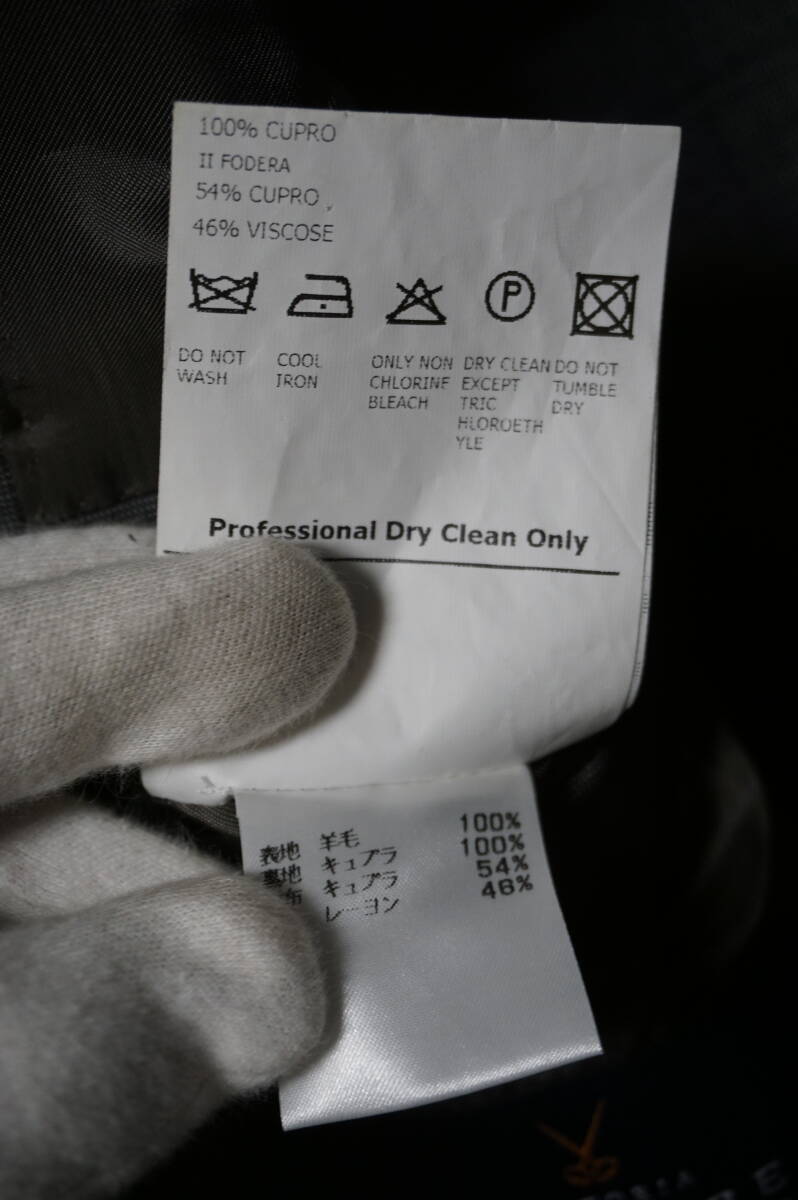 100% CUPRO
II FODERA
54% CUPRO
46% VISCOSE
P
DO NOT
WASH
COOL
IRON
ONLY NON
CHLORINE
BLEACH
DRY CLEAN
EXCEPT
TRIC
HLOROETH
YLE
DO NOT
TUMBLE
DRY
Professional Dry Clean Only
表地 羊毛 100%
裏地 キュプラ 100%
布 キュプラ 54%
レーヨン 46%